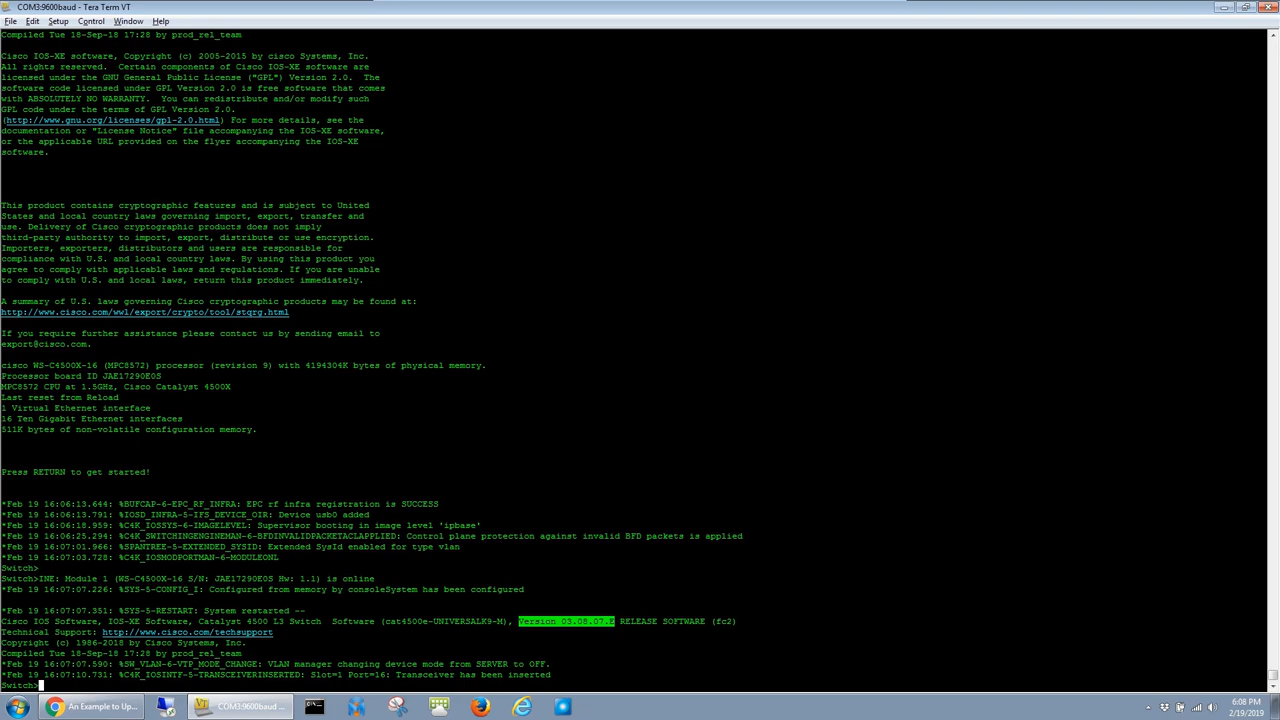 COM3:9600baud - Tera Term VT
File Edit Setup Control Window Help
Compiled Tue 18-Sep-18 17:28 by prod_rel_team
Cisco IOS-XE software, Copyright (c) 2005-2015 by cisco Systems, Inc.
All rights reserved. Certain components of Cisco IOS-XE software are
licensed under the GNU General Public License ("GPL") Version 2.0. The
software code licensed under GPL Version 2.0 is free software that comes
with ABSOLUTELY NO WARRANTY. You can redistribute and/or modify such
GPL code under the terms of GPL Version 2.0.
(http://www.gnu.org/licenses/gpl-2.0.html) For more details, see the
documentation or "License Notice" file accompanying the IOS-XE software,
or the applicable URL provided on the flyer accompanying the IOS-XE
software.
This product contains cryptographic features and is subject to United
States and local country laws governing import, export, transfer and
use. Delivery of Cisco cryptographic products does not imply
third-party authority to import, export, distribute or use encryption.
Importers, exporters, distributors and users are responsible for
compliance with U.S. and local country laws. By using this product you
agree to comply with applicable laws and regulations. If you are unable
to comply with U.S. and local laws, return this product immediately.
A summary of U.S. laws governing Cisco cryptographic products may be found at:
http://www.cisco.com/wwl/export/crypto/tool/stqrg.html
If you require further assistance please contact us by sending email to
export@cisco.com.
cisco WS-C4500X-16 (MPC8572) processor (revision 9) with 4194304K bytes of physical memory.
Processor board ID JAE17290E0S
MPC8572 CPU at 1.5GHz, Cisco Catalyst 4500X
Last reset from Reload
1 Virtual Ethernet interface
16 Ten Gigabit Ethernet interfaces
511K bytes of non-volatile configuration memory.
Press RETURN to get started!
*Feb 19 16:06:13.644: %BUFCAP-6-EPC_RF_INFRA: EPC rf infra registration is SUCCESS
*Feb 19 16:06:13.791: %IOSD_INFRA-5-IFS_DEVICE_OIR: Device usb0 added
*Feb 19 16:06:18.959: %C4K_IOSSYS-6-IMAGELEVEL: Supervisor booting in image level 'ipbase'
*Feb 19 16:06:25.294: %C4K_SWITCHINGENGINEMAN-6-BFDINVALIDPACKETACLAPPLIED: Control plane protection against invalid BFD packets is applied
*Feb 19 16:07:01.966: %SPANTREE-5-EXTENDED_SYSID: Extended SysId enabled for type vlan
*Feb 19 16:07:03.728: %C4K_IOSMODPORTMAN-6-MODULEONL
Switch>
Switch>INE: Module 1 (WS-C4500X-16 S/N: JAE17290E0S Hw: 1.1) is online
*Feb 19 16:07:07.226: %SYS-5-CONFIG_I: Configured from memory by consoleSystem has been configured
*Feb 19 16:07:07.351: %SYS-5-RESTART: System restarted --
Cisco IOS Software, IOS-XE Software, Catalyst 4500 L3 Switch  Software (cat4500e-UNIVERSALK9-M), Version 03.08.07.E RELEASE SOFTWARE (fc2)
Technical Support: http://www.cisco.com/techsupport
Copyright (c) 1986-2018 by Cisco Systems, Inc.
Compiled Tue 18-Sep-18 17:28 by prod_rel_team
*Feb 19 16:07:07.590: %SW_VLAN-6-VTP_MODE_CHANGE: VLAN manager changing device mode from SERVER to OFF.
*Feb 19 16:07:10.731: %C4K_IOSINTF-5-TRANSCEIVERINSERTED: Slot=1 Port=16: Transceiver has been inserted
Switch>
An Example to Up...
COM3:9600baud ...
6:08 PM
2/19/2019